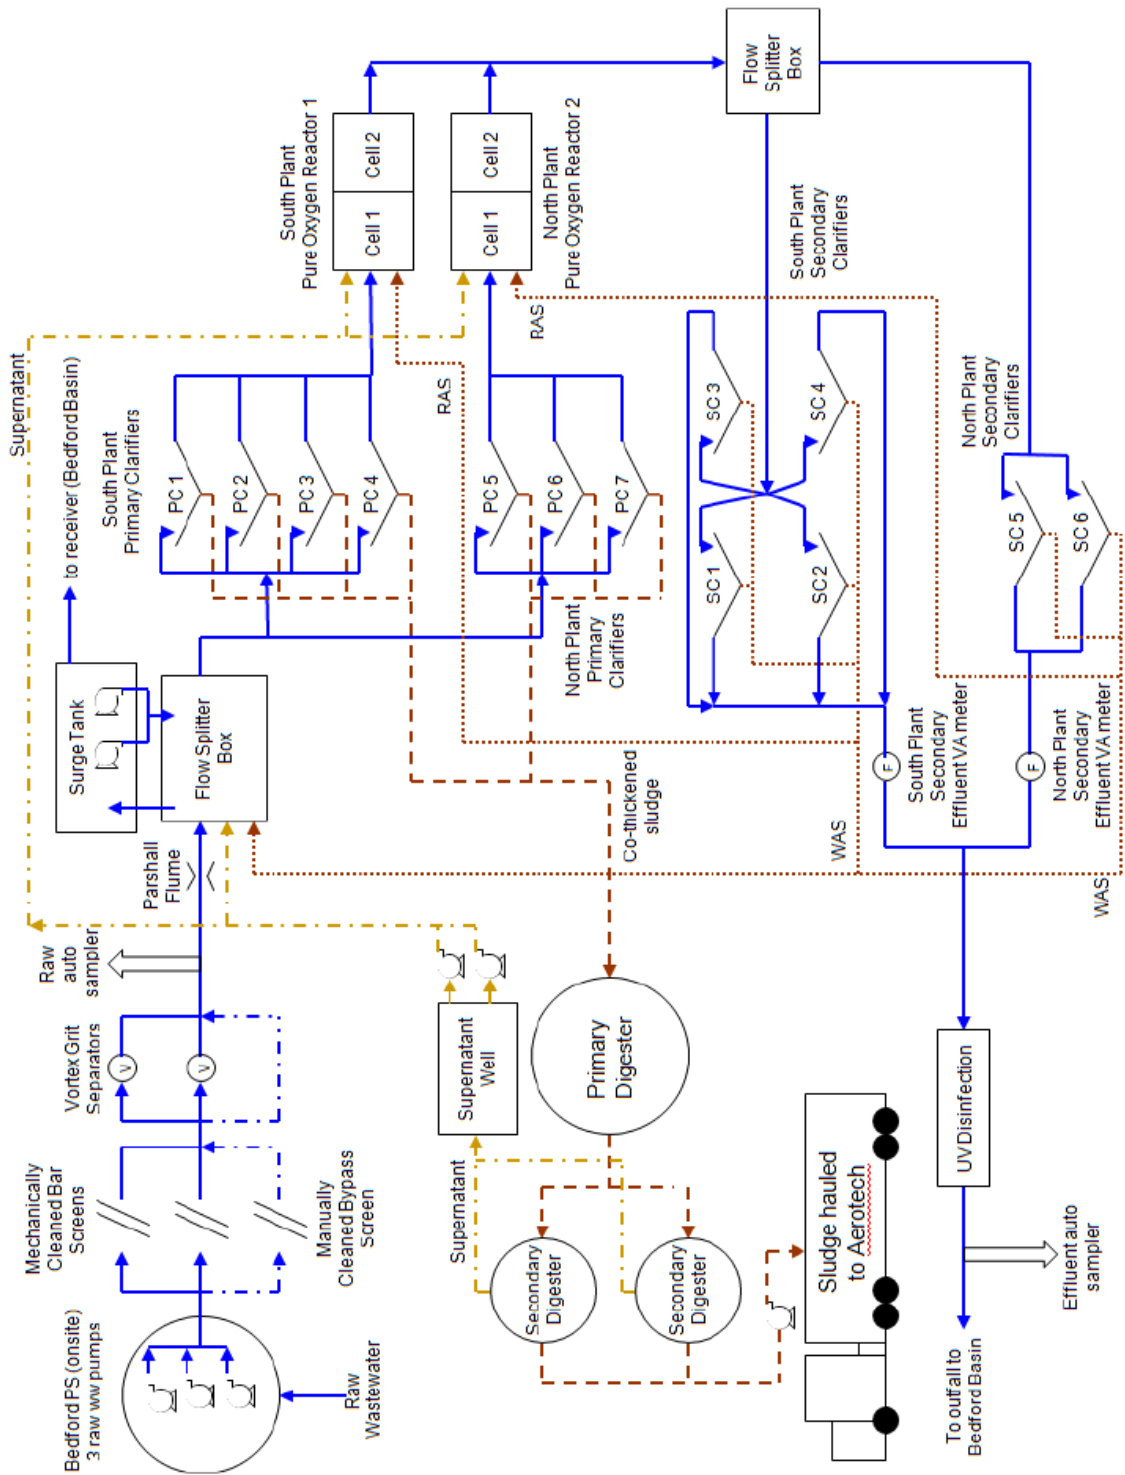 Bedford PS (onsite)
3 raw ww pumps
Raw
Wastewater
Mechanically
Cleaned Bar
Screens
Manually
Cleaned Bypass
Screen
Vortex Grit
Separators
V
V
Raw
auto
sampler
Parshall
Flume
Surge Tank
to receiver (Bedford Basin)
Flow Splitter
Box
Supernatant
South Plant
Primary Clarifiers
PC 1
PC 2
PC 3
PC 4
PC 5
PC 6
PC 7
North Plant
Primary
Clarifiers
RAS
RAS
South Plant
Pure Oxygen Reactor 1
Cell 1
Cell 2
Cell 1
Cell 2
North Plant
Pure Oxygen Reactor 2
Flow
Splitter
Box
South Plant
Secondary
Clarifiers
SC 3
SC 4
SC 1
SC 2
North Plant
Secondary
Clarifiers
SC 5
SC 6
F
South Plant
Secondary
Effluent VA meter
F
North Plant
Secondary
Effluent VA meter
WAS
WAS
Co-thickened
sludge
Supernatant
Well
Supernatant
Primary
Digester
Secondary
Digester
Secondary
Digester
Sludge hauled
to Aerotech
UV Disinfection
Effluent auto
sampler
To outfall to
Bedford Basin